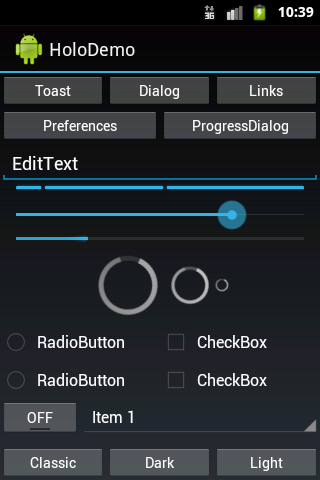 3G 10:39
HoloDemo
Toast Dialog Links
Preferences ProgressDialog
EditText
RadioButton CheckBox
RadioButton CheckBox
OFF Item 1
Classic Dark Light